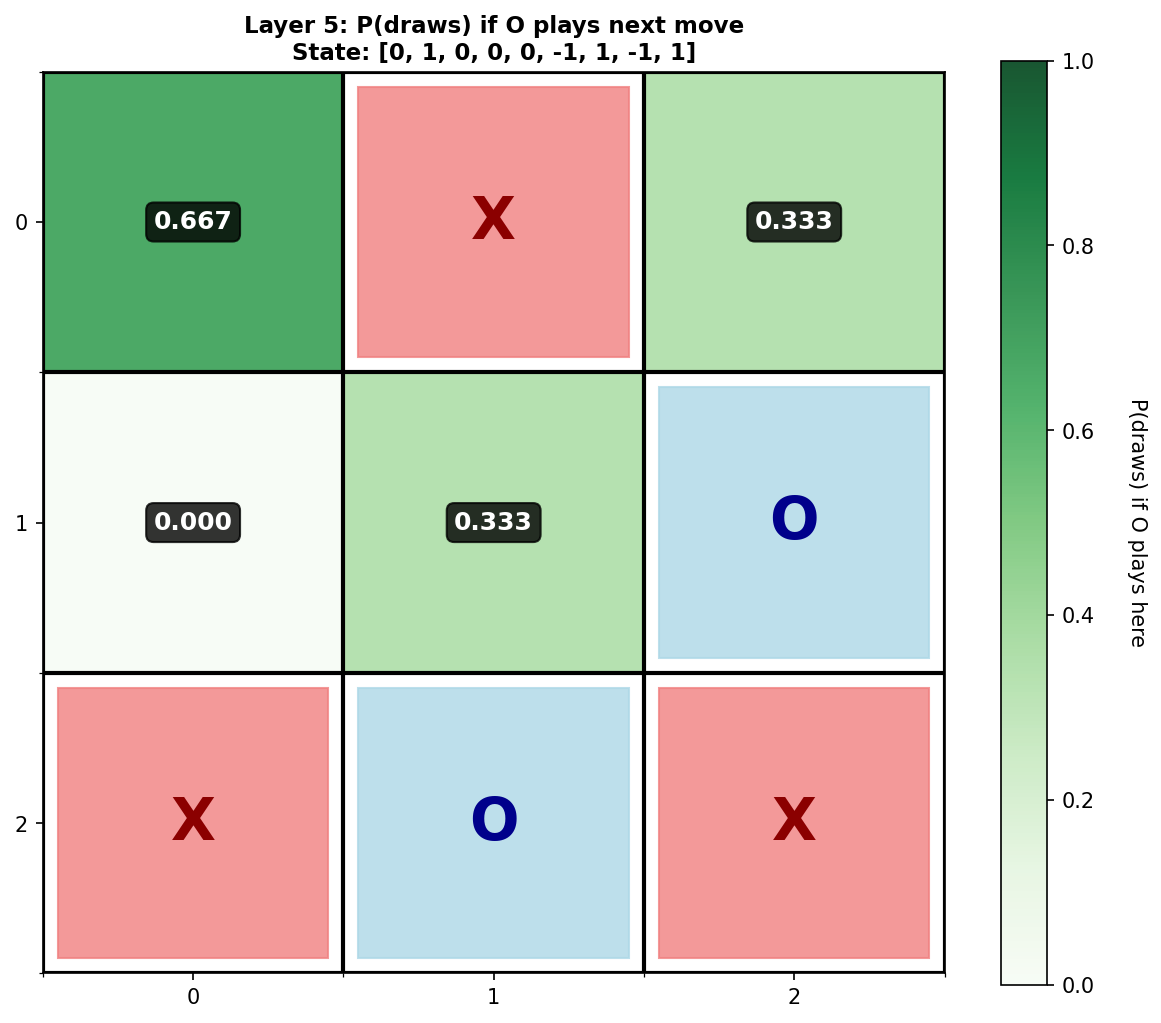 Layer 5: P(draws) if O plays next move
State: [0, 1, 0, 0, 0, -1, 1, -1, 1]
0.667 X 0.333
0.000 0.333 O
X O X
0
1
2
0 1 2
1.0
0.8
0.6
0.4
0.2
0.0
P(draws) if O plays here